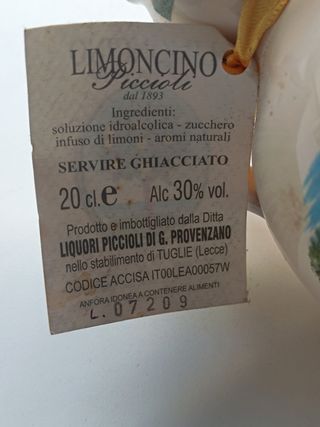 LIMONCINO
Piccioli
dal 1893
Ingredienti:
soluzione idroalcolica - zucchero
infuso di limoni - aromi naturali
SERVIRE GHIACCIATO
20 cl.e Alc 30% vol.
Prodotto e imbottigliato dalla Ditta
LIQUORI PICCIOLI DI G. PROVENZANO
nello stabilimento di TUGLIE (Lecce)
CODICE ACCISA IT00LEA00057W
ANFORA IDONEA A CONTENERE ALIMENTI
L. 07209